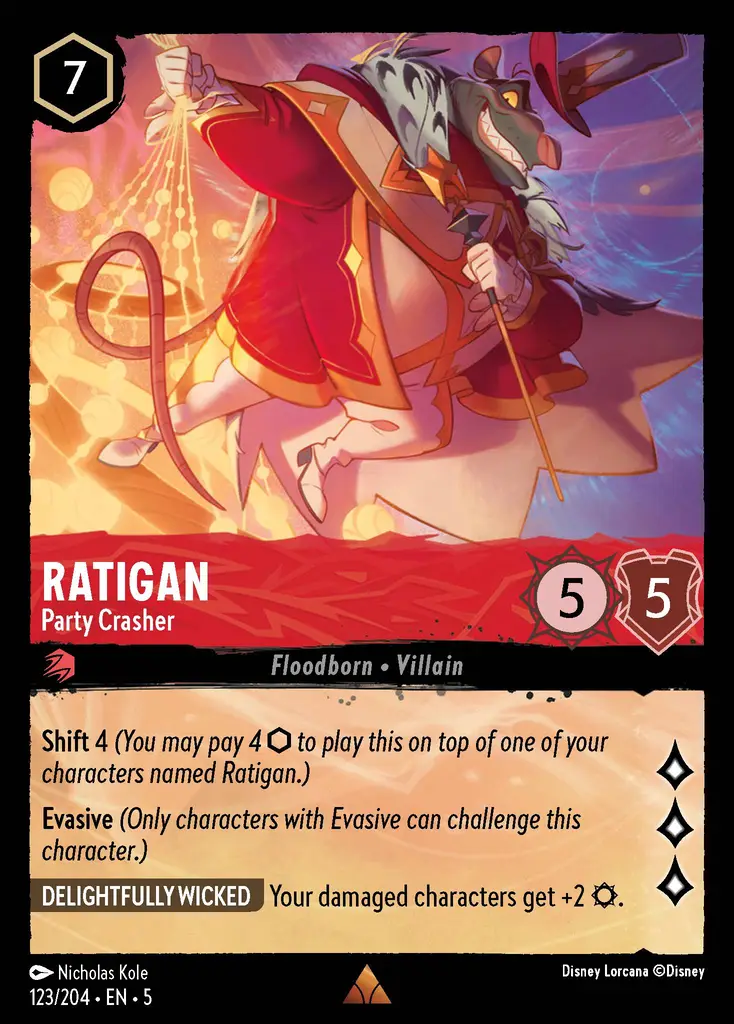 7
RATIGAN
Party Crasher
5
5
Floodborn • Villain
Shift 4 (You may pay 4 ⬡ to play this on top of one of your
characters named Ratigan.)
Evasive (Only characters with Evasive can challenge this
character.)
DELIGHTFULLY WICKED Your damaged characters get +2 ¤.
Nicholas Kole
Disney Lorcana ©Disney
123/204 • EN • 5